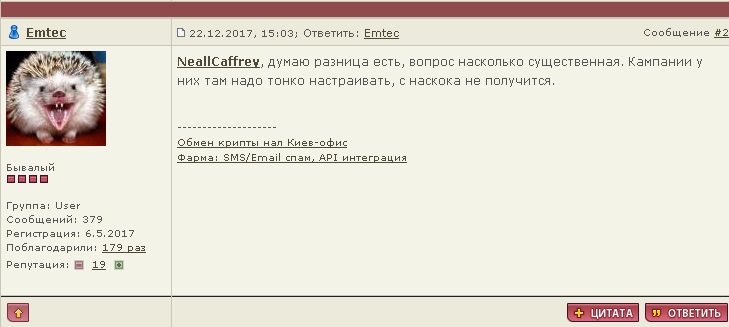 Emtec
22.12.2017, 15:03; Ответить: Emtec
Сообщение #2
NeallCaffrey, думаю разница есть, вопрос насколько существенная. Кампании у
них там надо тонко настраивать, с наскока не получится.
--------------------
Обмен крипты нал Киев-офис
Фарма: SMS/Email спам, API интеграция
Бывалый
Группа: User
Сообщений: 379
Регистрация: 6.5.2017
Поблагодарили: 179 раз
Репутация: 19
ЦИТАТА
ОТВЕТИТЬ